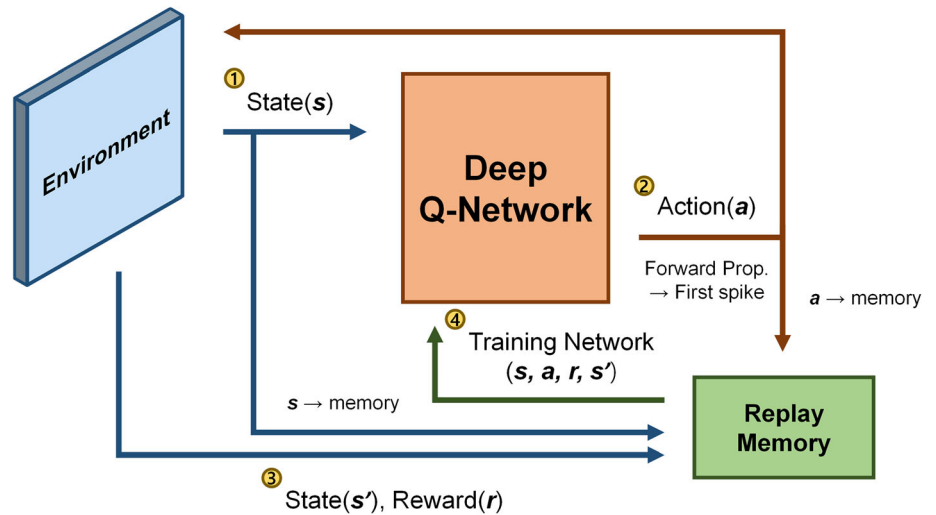 Environment
①
State(s)
Deep
Q-Network
②
Action(a)
Forward Prop.
→ First spike
a → memory
④
Training Network
(s, a, r, s′)
s → memory
Replay
Memory
③
State(s′), Reward(r)